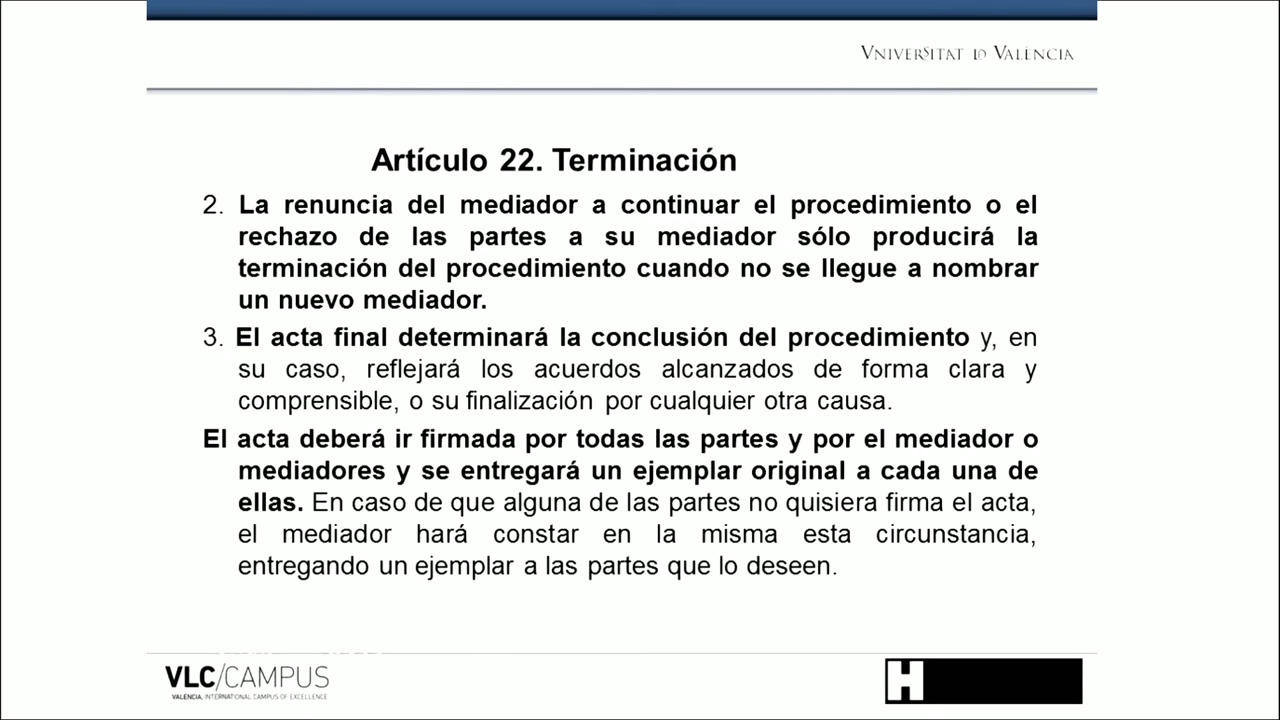 VNIVERSITAT ID VALÈNCIA
Artículo 22. Terminación
2. La renuncia del mediador a continuar el procedimiento o el
rechazo de las partes a su mediador sólo producirá la
terminación del procedimiento cuando no se llegue a nombrar
un nuevo mediador.
3. El acta final determinará la conclusión del procedimiento y, en
su caso, reflejará los acuerdos alcanzados de forma clara y
comprensible, o su finalización por cualquier otra causa.
El acta deberá ir firmada por todas las partes y por el mediador o
mediadores y se entregará un ejemplar original a cada una de
ellas. En caso de que alguna de las partes no quisiera firma el acta,
el mediador hará constar en la misma esta circunstancia,
entregando un ejemplar a las partes que lo deseen.
VLC/CAMPUS
VALENCIA, INTERNATIONAL CAMPUS OF EXCELLENCE
H